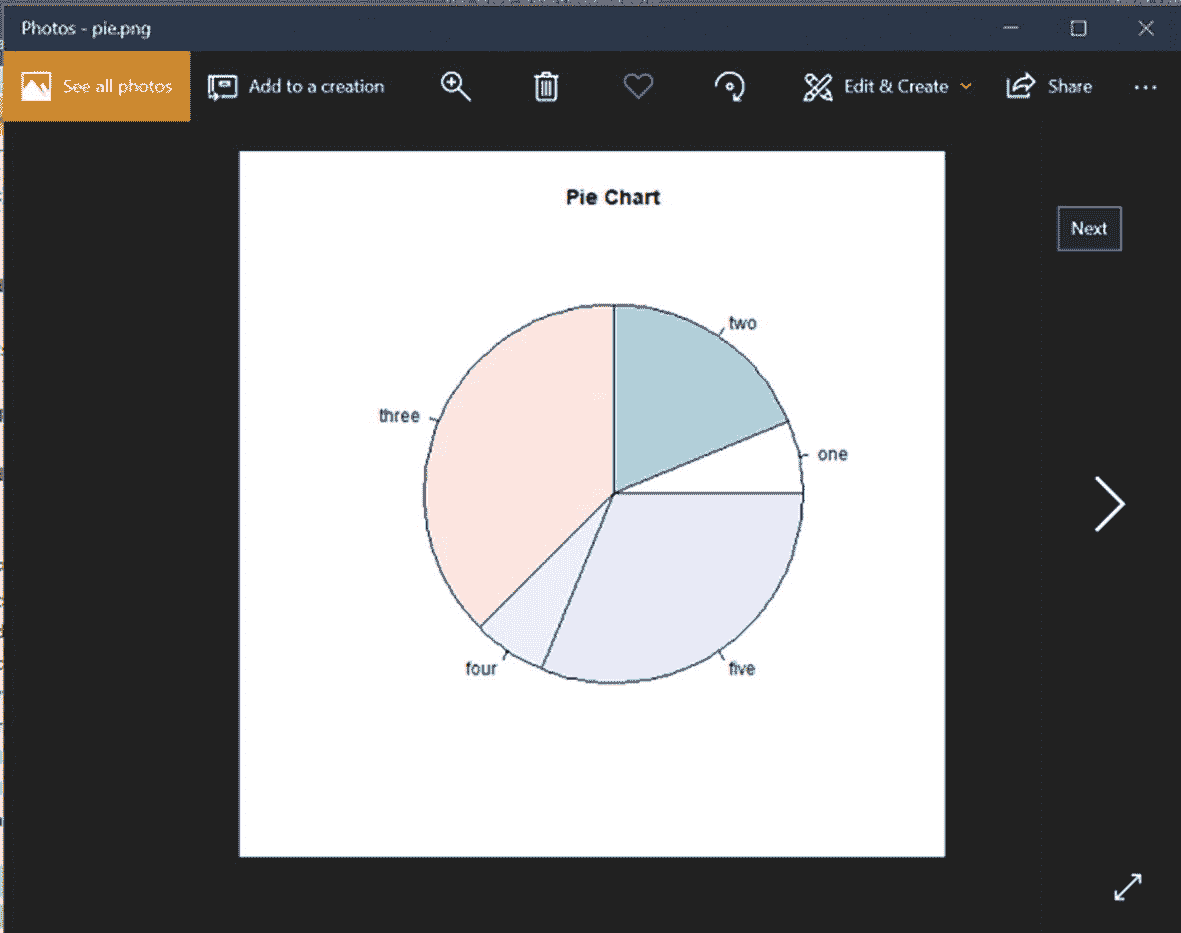 Photos - pie.png
See all photos
Add to a creation
Edit & Create
Share
Pie Chart
Next
two
three
one
four
five